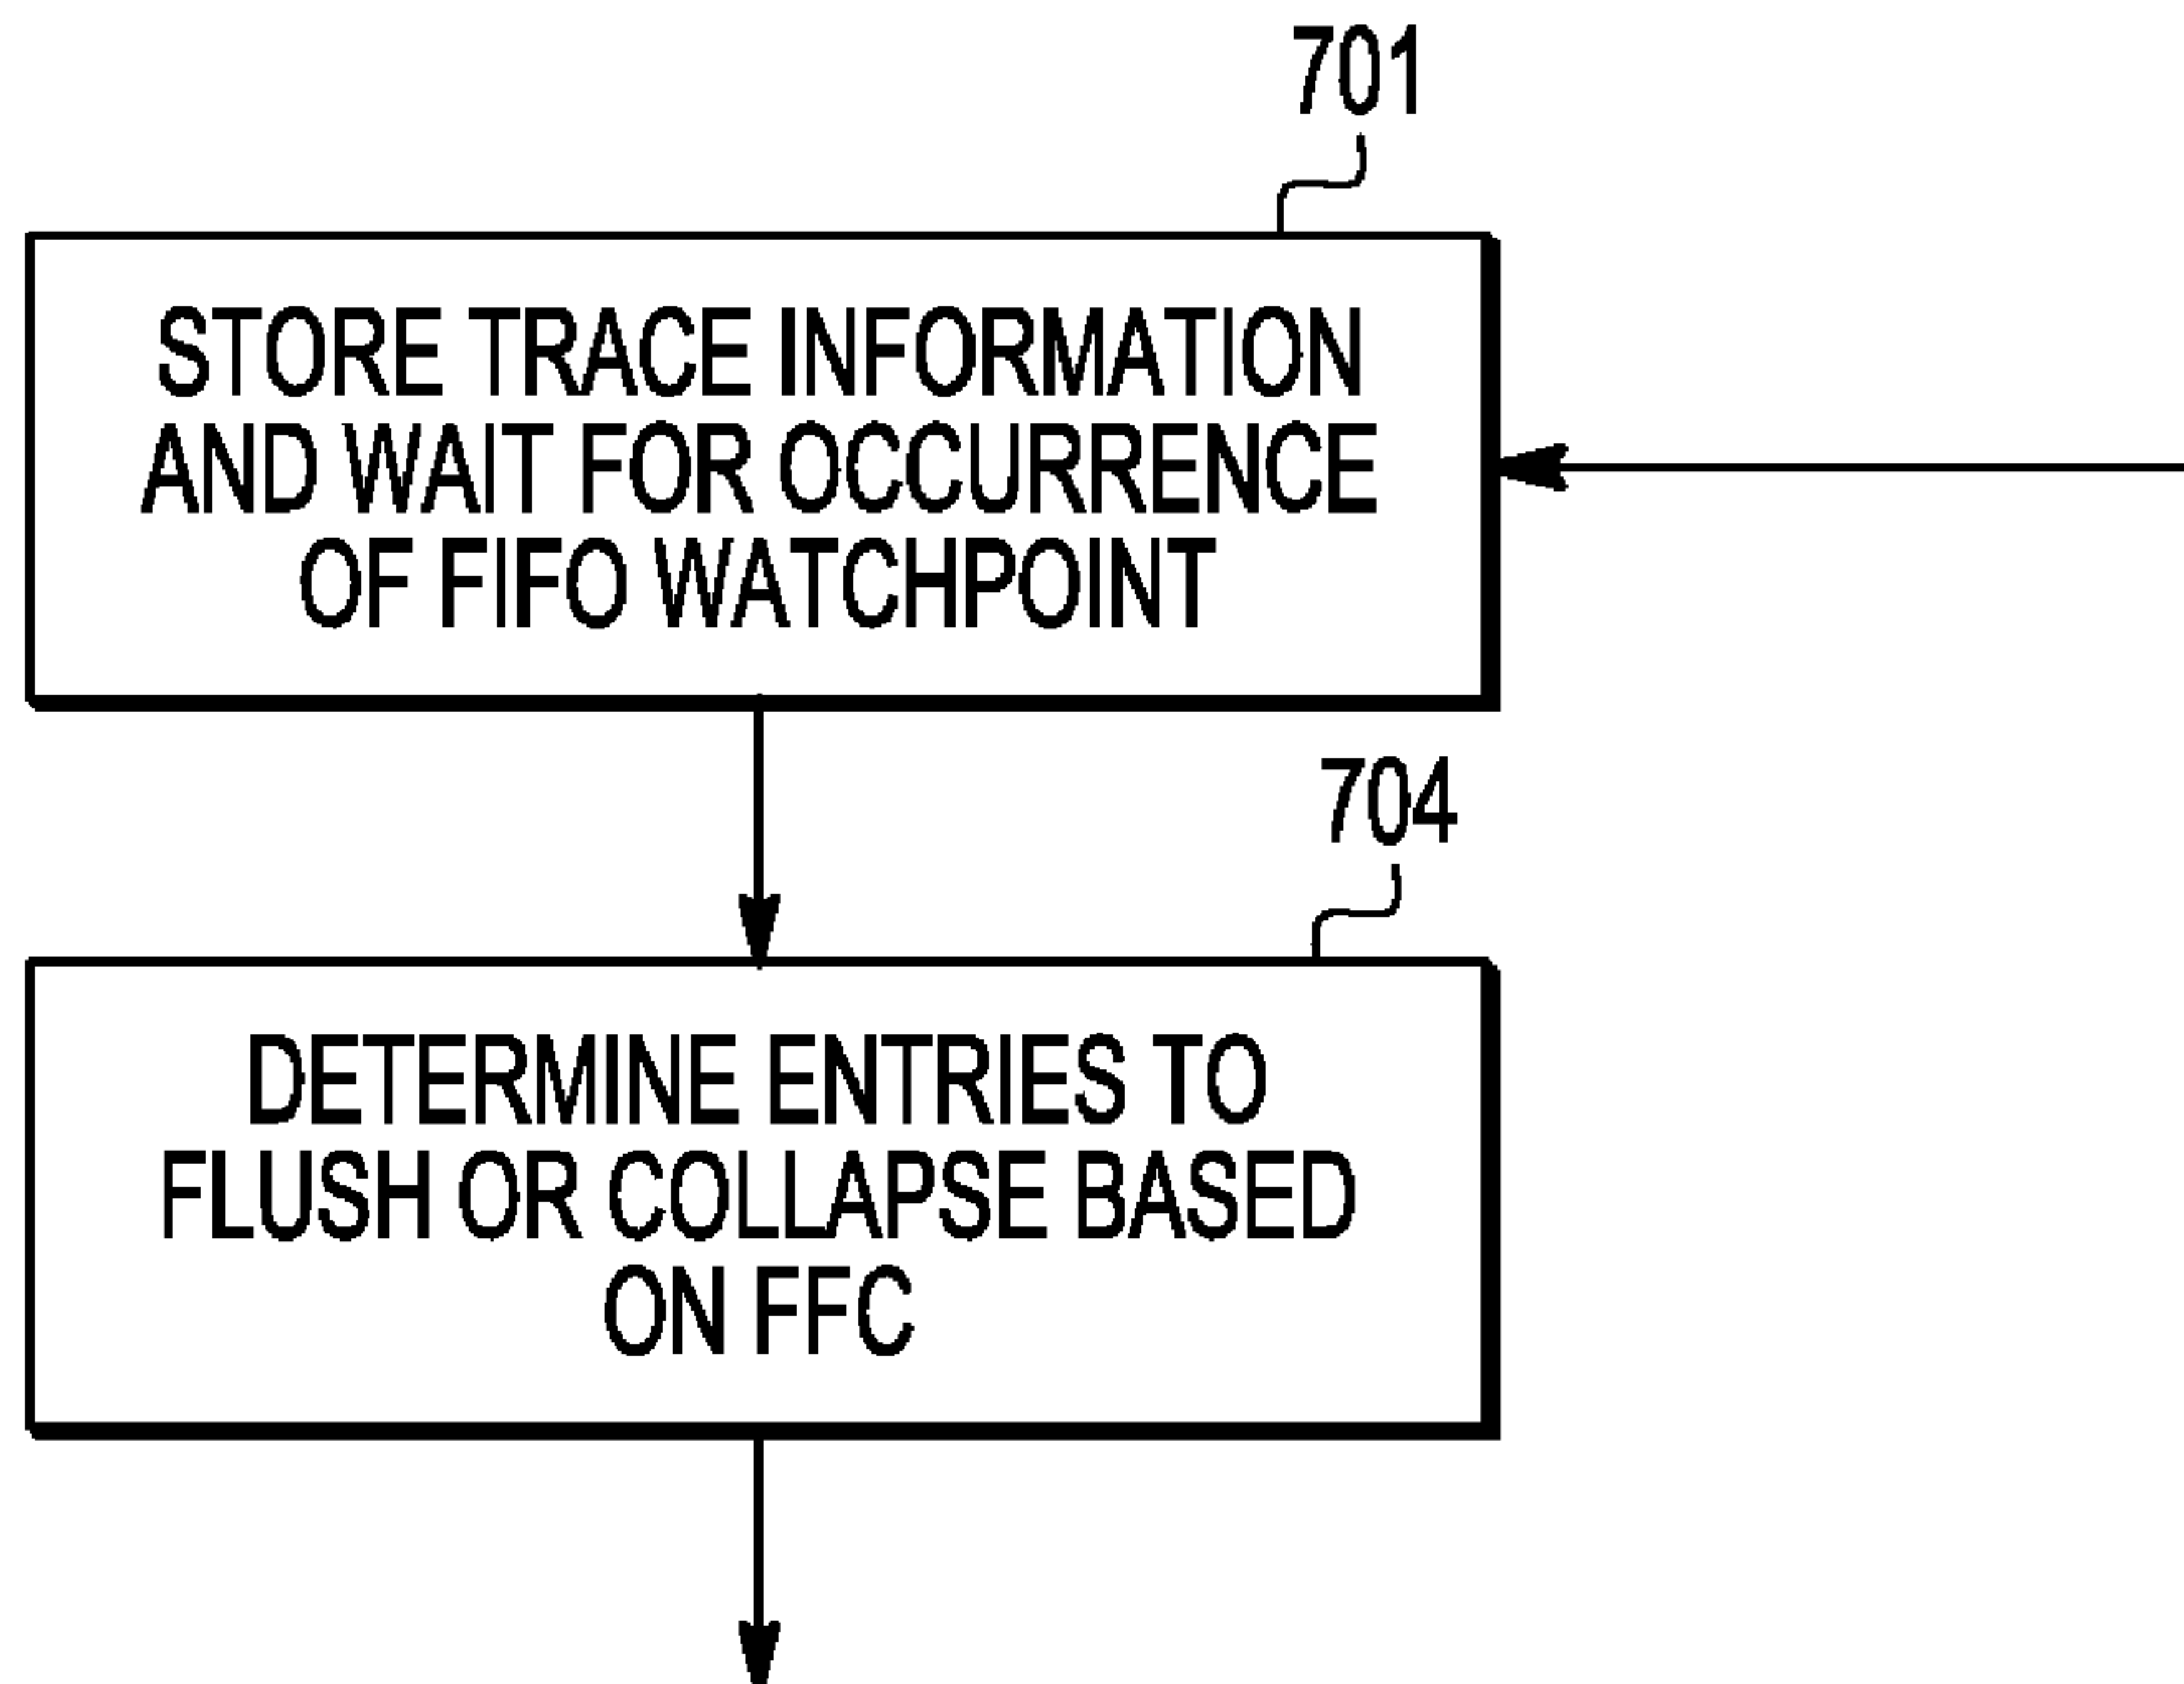 701
STORE TRACE INFORMATION
AND WAIT FOR OCCURRENCE
OF FIFO WATCHPOINT
704
DETERMINE ENTRIES TO
FLUSH OR COLLAPSE BASED
ON FFC